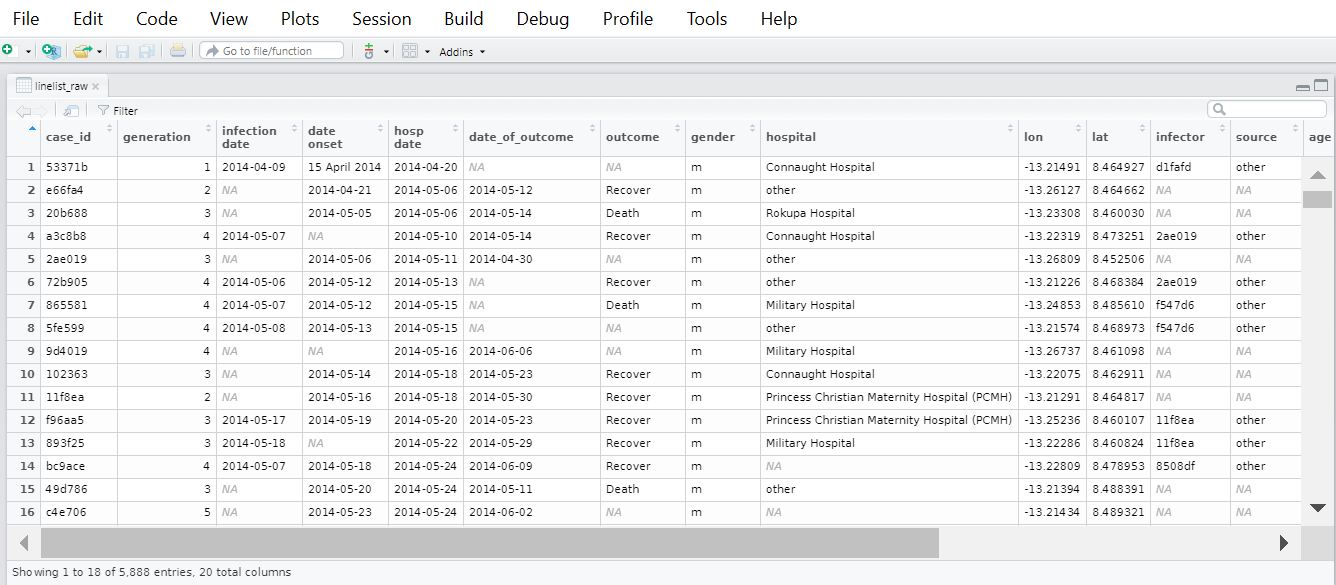 File Edit Code View Plots Session Build Debug Profile Tools Help
Go to file/function Addins
linelist_raw
Filter
case_id generation infection date date onset hosp date date_of_outcome outcome gender hospital lon lat infector source age
1 53371b 1 2014-04-09 15 April 2014 2014-04-20 NA NA m Connaught Hospital -13.21491 8.464927 d1fafd other
2 e66fa4 2 NA 2014-04-21 2014-05-06 2014-05-12 Recover m other -13.26127 8.464662 NA NA
3 20b688 3 NA 2014-05-05 2014-05-06 2014-05-14 Death m Rokupa Hospital -13.23308 8.460030 NA NA
4 a3c8b8 4 2014-05-07 NA 2014-05-10 2014-05-14 Recover m Connaught Hospital -13.22319 8.473251 2ae019 other
5 2ae019 3 NA 2014-05-06 2014-05-11 2014-04-30 NA m other -13.26809 8.452506 NA NA
6 72b905 4 2014-05-06 2014-05-12 2014-05-13 NA Recover m other -13.21226 8.468384 2ae019 other
7 865581 4 2014-05-07 2014-05-12 2014-05-15 NA Death m Military Hospital -13.24853 8.485610 f547d6 other
8 5fe599 4 2014-05-08 2014-05-13 2014-05-15 NA NA m other -13.21574 8.468973 f547d6 other
9 9d4019 4 NA NA 2014-05-16 2014-06-06 NA m Military Hospital -13.26737 8.461098 NA NA
10 102363 3 NA 2014-05-14 2014-05-18 2014-05-23 Recover m Connaught Hospital -13.22075 8.462911 NA NA
11 11f8ea 2 NA 2014-05-16 2014-05-18 2014-05-30 Recover m Princess Christian Maternity Hospital (PCMH) -13.21291 8.464817 NA NA
12 f96aa5 3 2014-05-17 2014-05-19 2014-05-20 2014-05-23 Recover m Princess Christian Maternity Hospital (PCMH) -13.25236 8.460107 11f8ea other
13 893f25 3 2014-05-18 NA 2014-05-22 2014-05-29 Recover m Military Hospital -13.22286 8.460824 11f8ea other
14 bc9ace 4 2014-05-07 2014-05-18 2014-05-24 2014-06-09 Recover m NA -13.22809 8.478953 8508df other
15 49d786 3 NA 2014-05-20 2014-05-24 2014-05-11 Death m other -13.21394 8.488391 NA NA
16 c4e706 5 NA 2014-05-23 2014-05-24 2014-06-02 NA m NA -13.21434 8.489321 NA NA
Showing 1 to 18 of 5,888 entries, 20 total columns